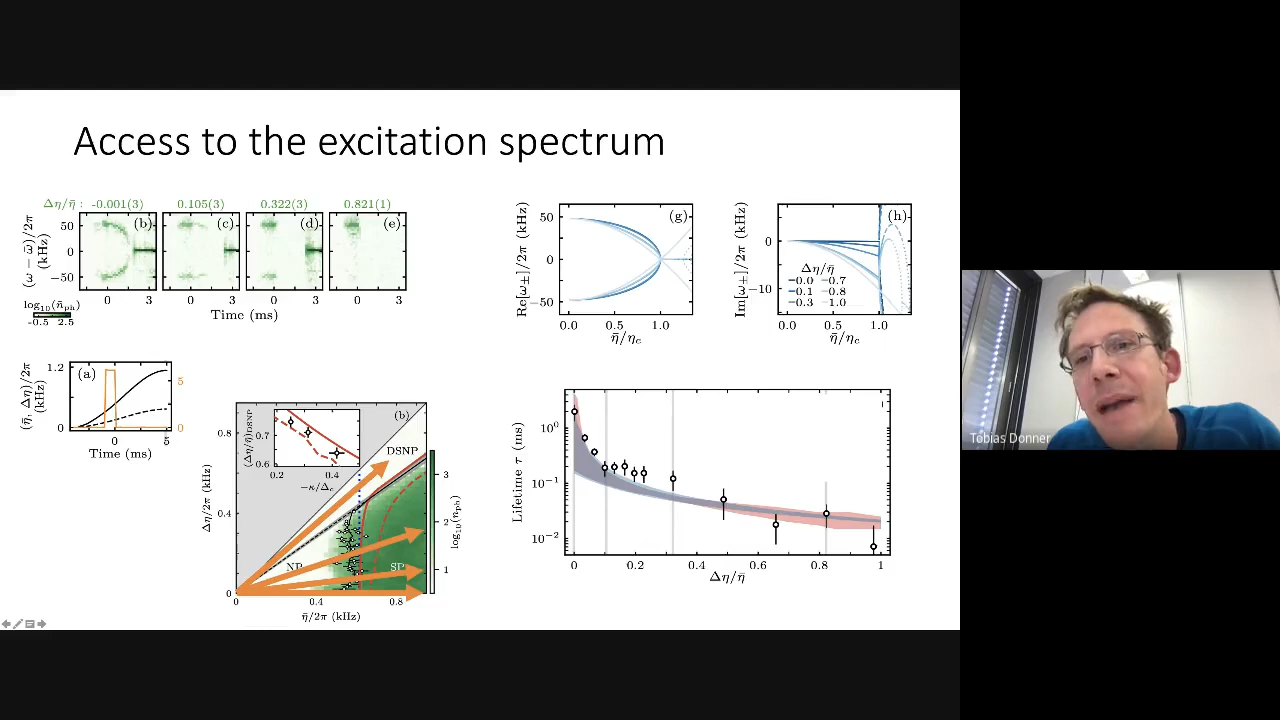 Access to the excitation spectrum
Δη/η̄ : -0.001(3) 0.105(3) 0.322(3) 0.821(1)
(b) (c) (d) (e)
(ω − ω̄)/2π
(kHz)
50
0
−50
0 3 0 3 0 3 0 3
Time (ms)
log₁₀(n̄ₚₕ)
-0.5 2.5
(g)
Re[ω±]/2π (kHz)
50
0
−50
0.0 0.5 1.0
η̄/η_c
(h)
Im[ω±]/2π (kHz)
0
−10
Δη/η̄
0.0 0.7
0.1 0.8
0.3 1.0
0.0 0.5 1.0
η̄/η_c
(a)
(η̄, Δη)/2π
(kHz)
1.2
0
5
0
0 5
Time (ms)
(b)
DSNP
NP
SP
Δη/2π (kHz)
0.8
0.4
0
0 0.4 0.8
η̄/2π (kHz)
(Δη/η̄)DSNP
0.7
0.6
0.2 0.4
−κ/Δ_c
3
2
1
log₁₀(nₚₕ)
Lifetime τ (ms)
10⁰
10⁻¹
10⁻²
0 0.2 0.4 0.6 0.8 1
Δη/η̄
Tobias Donner